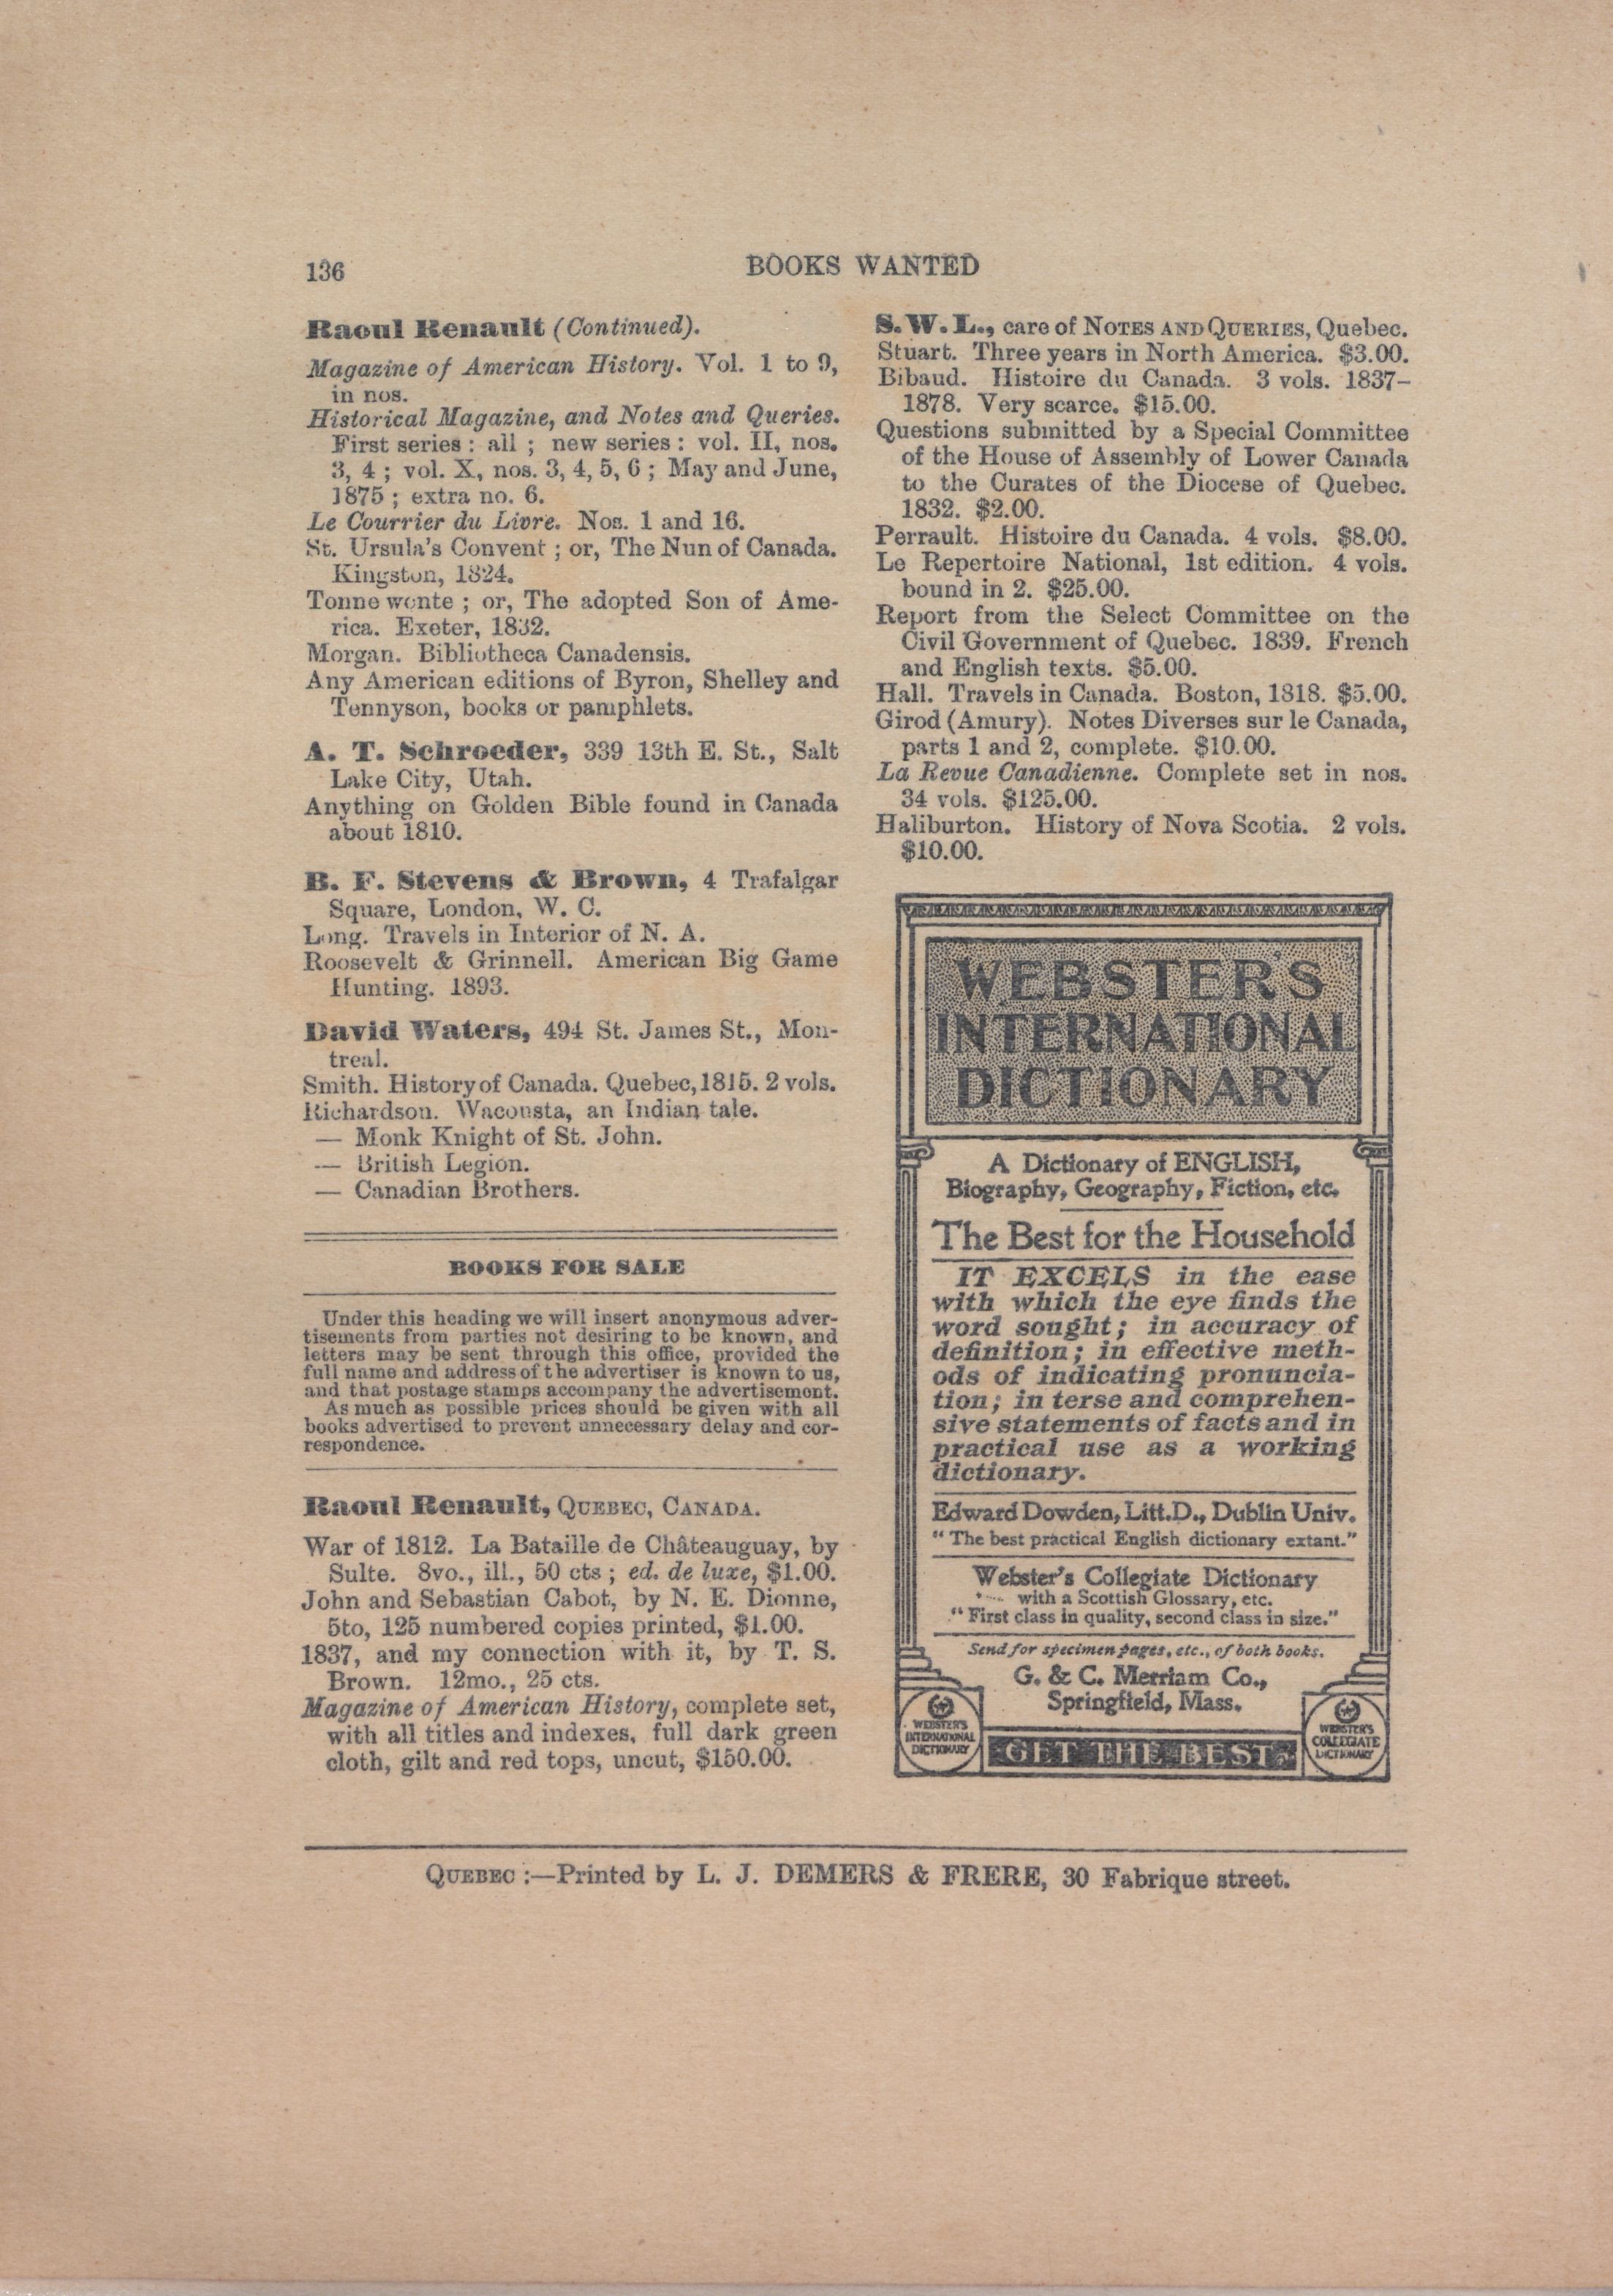 136
BOOKS WANTED
Raoul Renault (Continued).
Magazine of American History. Vol. 1 to 9,
in nos.
Historical Magazine, and Notes and Queries.
First series : all ; new series : vol. II, nos.
3, 4 ; vol. X, nos. 3, 4, 5, 6 ; May and June,
1875 ; extra no. 6.
Le Courrier du Livre. Nos. 1 and 16.
St. Ursula's Convent ; or, The Nun of Canada.
Kingston, 1824.
Tonnewonte ; or, The adopted Son of Ame-
rica. Exeter, 1832.
Morgan. Bibliotheca Canadensis.
Any American editions of Byron, Shelley and
Tennyson, books or pamphlets.
A. T. Schroeder, 339 13th E. St., Salt
Lake City, Utah.
Anything on Golden Bible found in Canada
about 1810.
B. F. Stevens & Brown, 4 Trafalgar
Square, London, W. C.
Long. Travels in Interior of N. A.
Roosevelt & Grinnell. American Big Game
Hunting. 1893.
David Waters, 494 St. James St., Mon-
treal.
Smith. History of Canada. Quebec, 1815. 2 vols.
Richardson. Wacousta, an Indian tale.
— Monk Knight of St. John.
— British Legion.
— Canadian Brothers.
BOOKS FOR SALE
Under this heading we will insert anonymous adver-
tisements from parties not desiring to be known, and
letters may be sent through this office, provided the
full name and address of the advertiser is known to us,
and that postage stamps accompany the advertisement.
As much as possible prices should be given with all
books advertised to prevent unnecessary delay and cor-
respondence.
Raoul Renault, QUEBEC, CANADA.
War of 1812. La Bataille de Châteauguay, by
Sulte. 8vo., ill., 50 cts ; ed. de luxe, $1.00.
John and Sebastian Cabot, by N. E. Dionne,
5to, 125 numbered copies printed, $1.00.
1837, and my connection with it, by T. S.
Brown. 12mo., 25 cts.
Magazine of American History, complete set,
with all titles and indexes, full dark green
cloth, gilt and red tops, uncut, $150.00.
S. W. L., care of NOTES AND QUERIES, Quebec.
Stuart. Three years in North America. $3.00.
Bibaud. Histoire du Canada. 3 vols. 1837-
1878. Very scarce. $15.00.
Questions submitted by a Special Committee
of the House of Assembly of Lower Canada
to the Curates of the Diocese of Quebec.
1832. $2.00.
Perrault. Histoire du Canada. 4 vols. $8.00.
Le Repertoire National, 1st edition. 4 vols.
bound in 2. $25.00.
Report from the Select Committee on the
Civil Government of Quebec. 1839. French
and English texts. $5.00.
Hall. Travels in Canada. Boston, 1818. $5.00.
Girod (Amury). Notes Diverses sur le Canada,
parts 1 and 2, complete. $10.00.
La Revue Canadienne. Complete set in nos.
34 vols. $125.00.
Haliburton. History of Nova Scotia. 2 vols.
$10.00.
WEBSTER'S
INTERNATIONAL
DICTIONARY
A Dictionary of ENGLISH,
Biography, Geography, Fiction, etc.
The Best for the Household
IT EXCELS in the ease
with which the eye finds the
word sought; in accuracy of
definition; in effective meth-
ods of indicating pronuncia-
tion; in terse and comprehen-
sive statements of facts and in
practical use as a working
dictionary.
Edward Dowden, Litt.D., Dublin Univ.
"The best practical English dictionary extant."
Webster's Collegiate Dictionary
with a Scottish Glossary, etc.
"First class in quality, second class in size."
Send for specimen pages, etc., of both books.
G. & C. Merriam Co.,
Springfield, Mass.
WEBSTER'S
INTERNATIONAL
DICTIONARY
GET THE BEST
WEBSTER'S
COLLEGIATE
DICTIONARY
QUEBEC :—Printed by L. J. DEMERS & FRERE, 30 Fabrique street.